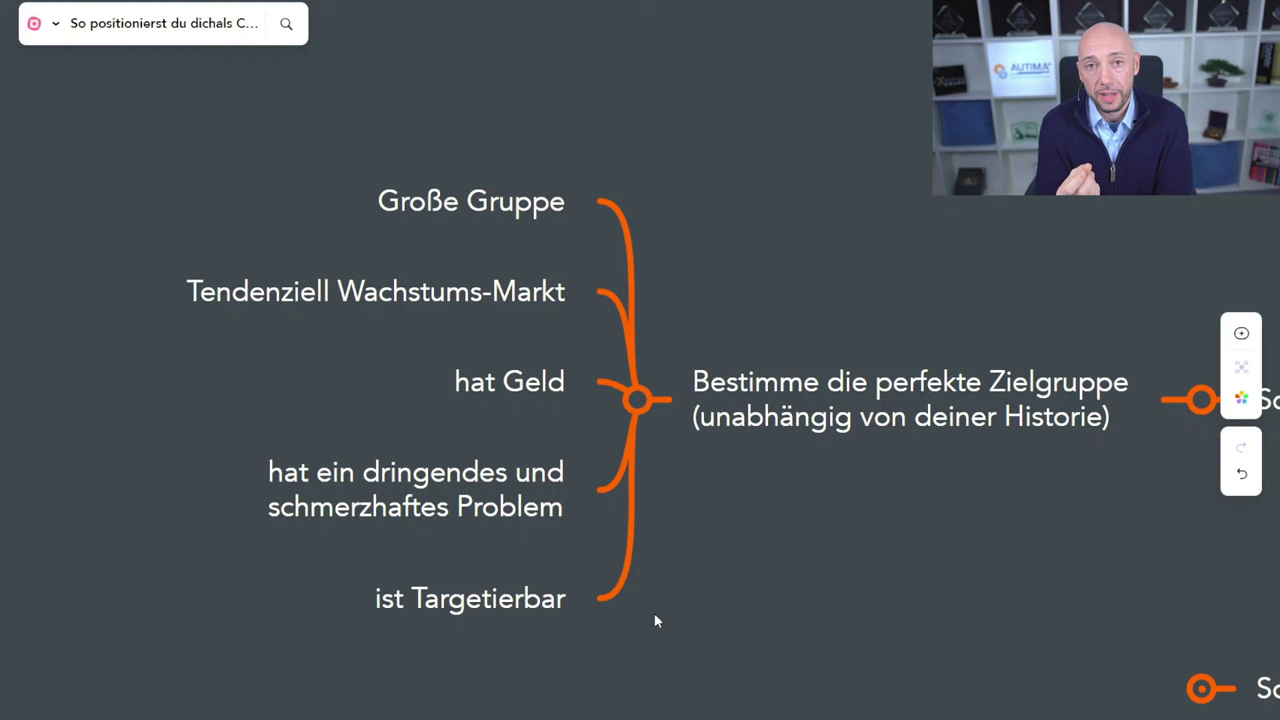 So positionierst du dichals C...
AUTIMA
Große Gruppe
Tendenziell Wachstums-Markt
hat Geld
Bestimme die perfekte Zielgruppe
(unabhängig von deiner Historie)
hat ein dringendes und
schmerzhaftes Problem
ist Targetierbar